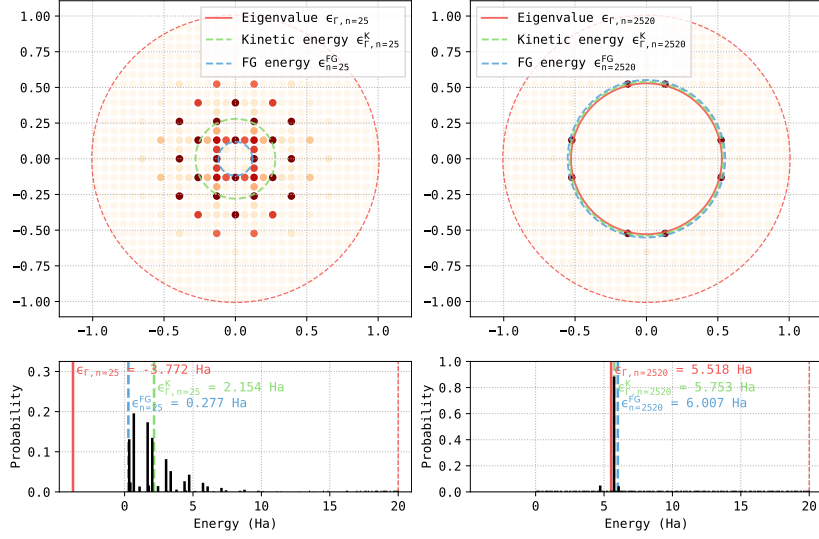 Eigenvalue ϵΓ,n=25
Kinetic energy ϵᴷΓ,n=25
FG energy ϵFGn=25
1.00
0.75
0.50
0.25
0.00
−0.25
−0.50
−0.75
−1.00
−1.0 −0.5 0.0 0.5 1.0
Eigenvalue ϵΓ,n=2520
Kinetic energy ϵᴷΓ,n=2520
FG energy ϵFGn=2520
1.00
0.75
0.50
0.25
0.00
−0.25
−0.50
−0.75
−1.00
−1.0 −0.5 0.0 0.5 1.0
ϵΓ,n=25 = -3.772 Ha
ϵᴷΓ,n=25 = 2.154 Ha
ϵFGn=25 = 0.277 Ha
Probability
0.3
0.2
0.1
0.0
0 5 10 15 20
Energy (Ha)
ϵΓ,n=2520 = 5.518 Ha
ϵᴷΓ,n=2520 = 5.753 Ha
ϵFGn=2520 = 6.007 Ha
Probability
1.0
0.8
0.6
0.4
0.2
0.0
0 5 10 15 20
Energy (Ha)